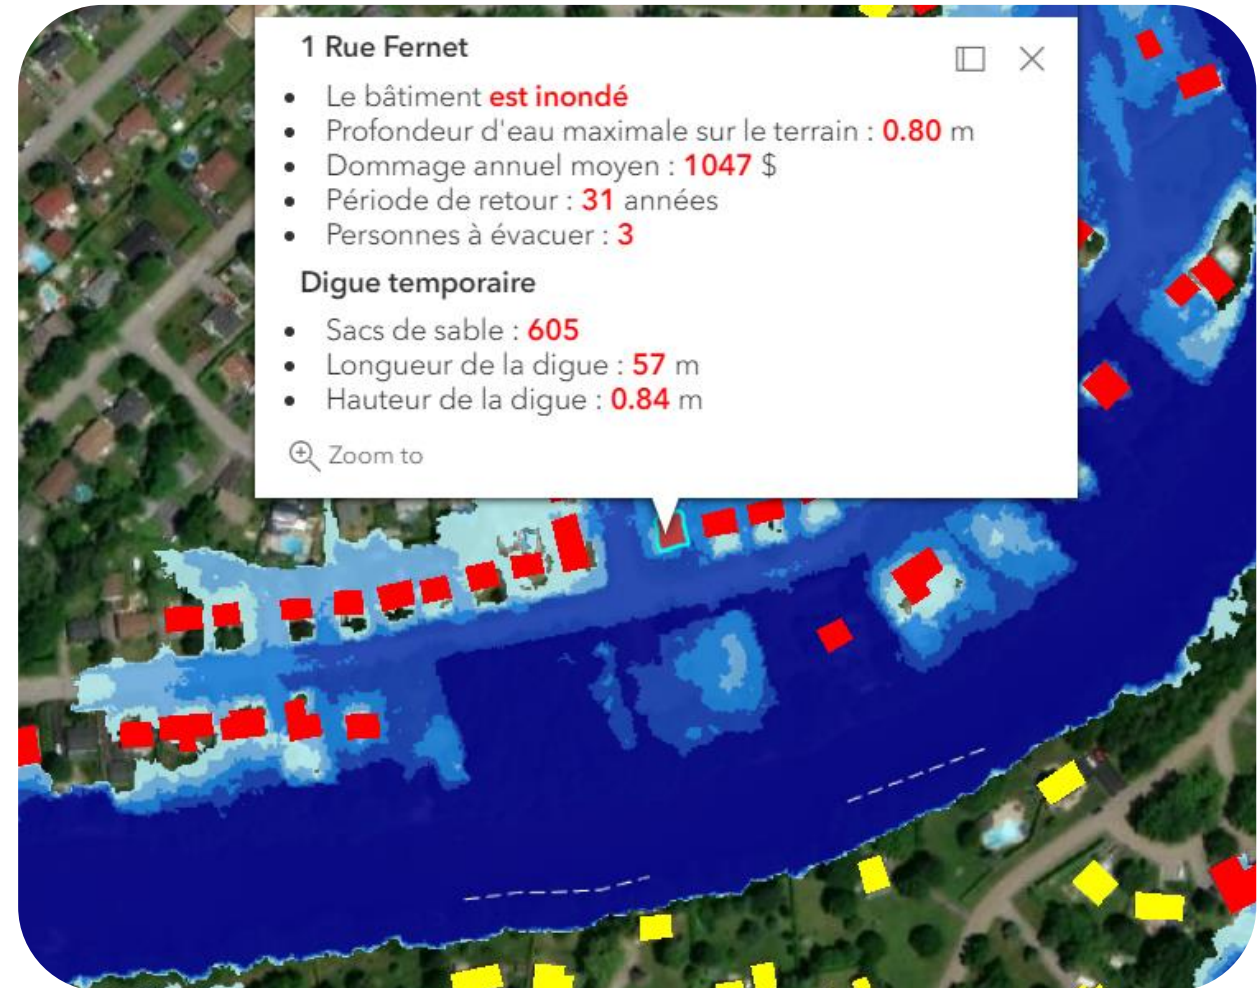 1 Rue Fernet
• Le bâtiment est inondé
• Profondeur d'eau maximale sur le terrain : 0.80 m
• Dommage annuel moyen : 1047 $
• Période de retour : 31 années
• Personnes à évacuer : 3
Digue temporaire
• Sacs de sable : 605
• Longueur de la digue : 57 m
• Hauteur de la digue : 0.84 m
Zoom to